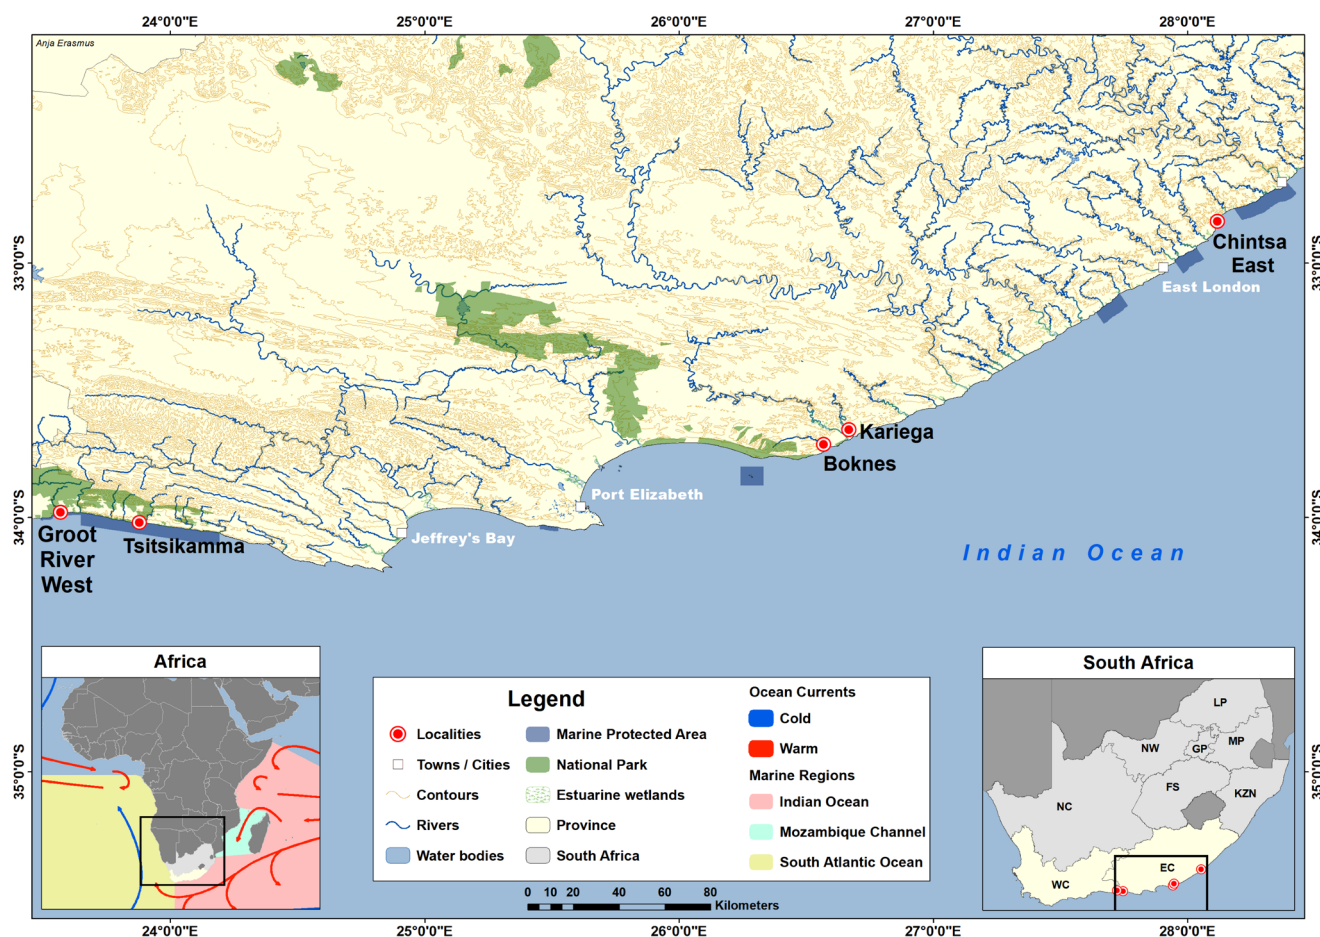 24°0'0"E 25°0'0"E 26°0'0"E 27°0'0"E 28°0'0"E
Anja Erasmus
33°0'0"S
33°0'0"S
Chintsa
East
East London
Kariega
Boknes
Port Elizabeth
34°0'0"S
34°0'0"S
Groot
River
West
Tsitsikamma
Jeffrey's Bay
Indian Ocean
35°0'0"S
35°0'0"S
Africa
Legend
Localities
Towns / Cities
Contours
Rivers
Water bodies
Marine Protected Area
National Park
Estuarine wetlands
Province
South Africa
Ocean Currents
Cold
Warm
Marine Regions
Indian Ocean
Mozambique Channel
South Atlantic Ocean
0 10 20 40 60 80
Kilometers
South Africa
LP
NW
GP
MP
FS
KZN
NC
EC
WC
24°0'0"E 25°0'0"E 26°0'0"E 27°0'0"E 28°0'0"E